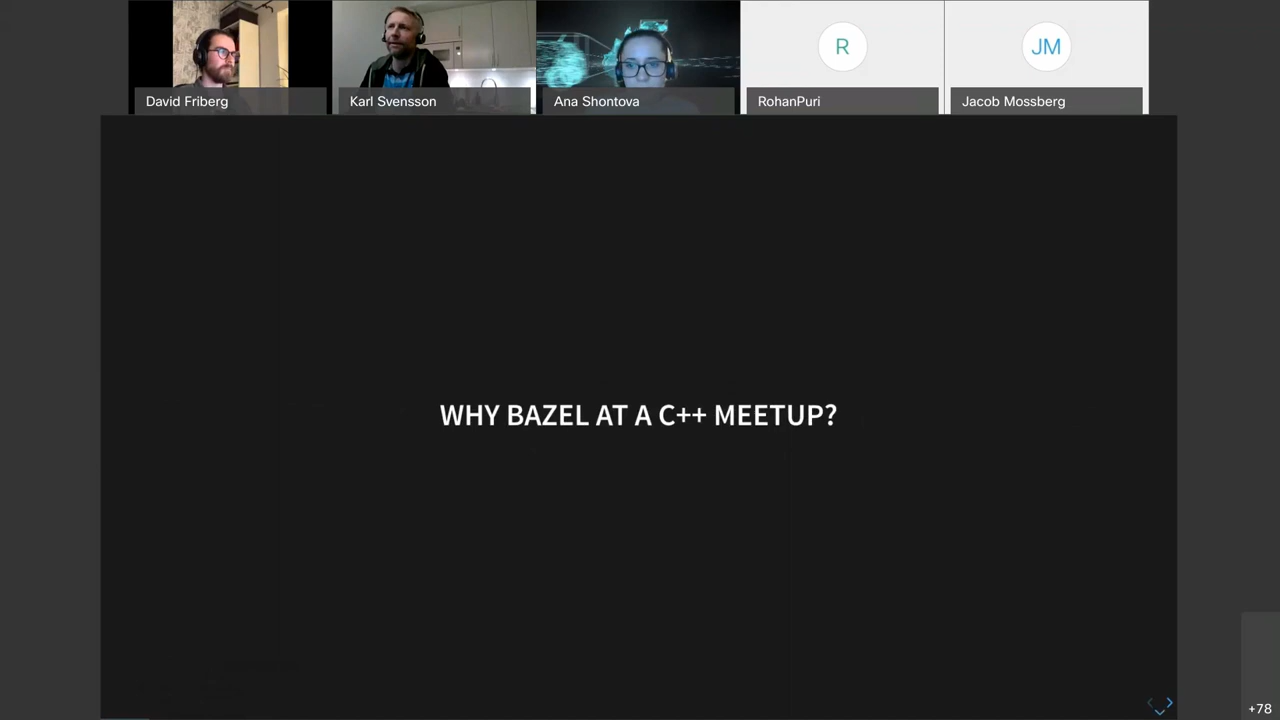 David Friberg
Karl Svensson
Ana Shontova
R
RohanPuri
JM
Jacob Mossberg
WHY BAZEL AT A C++ MEETUP?
+78